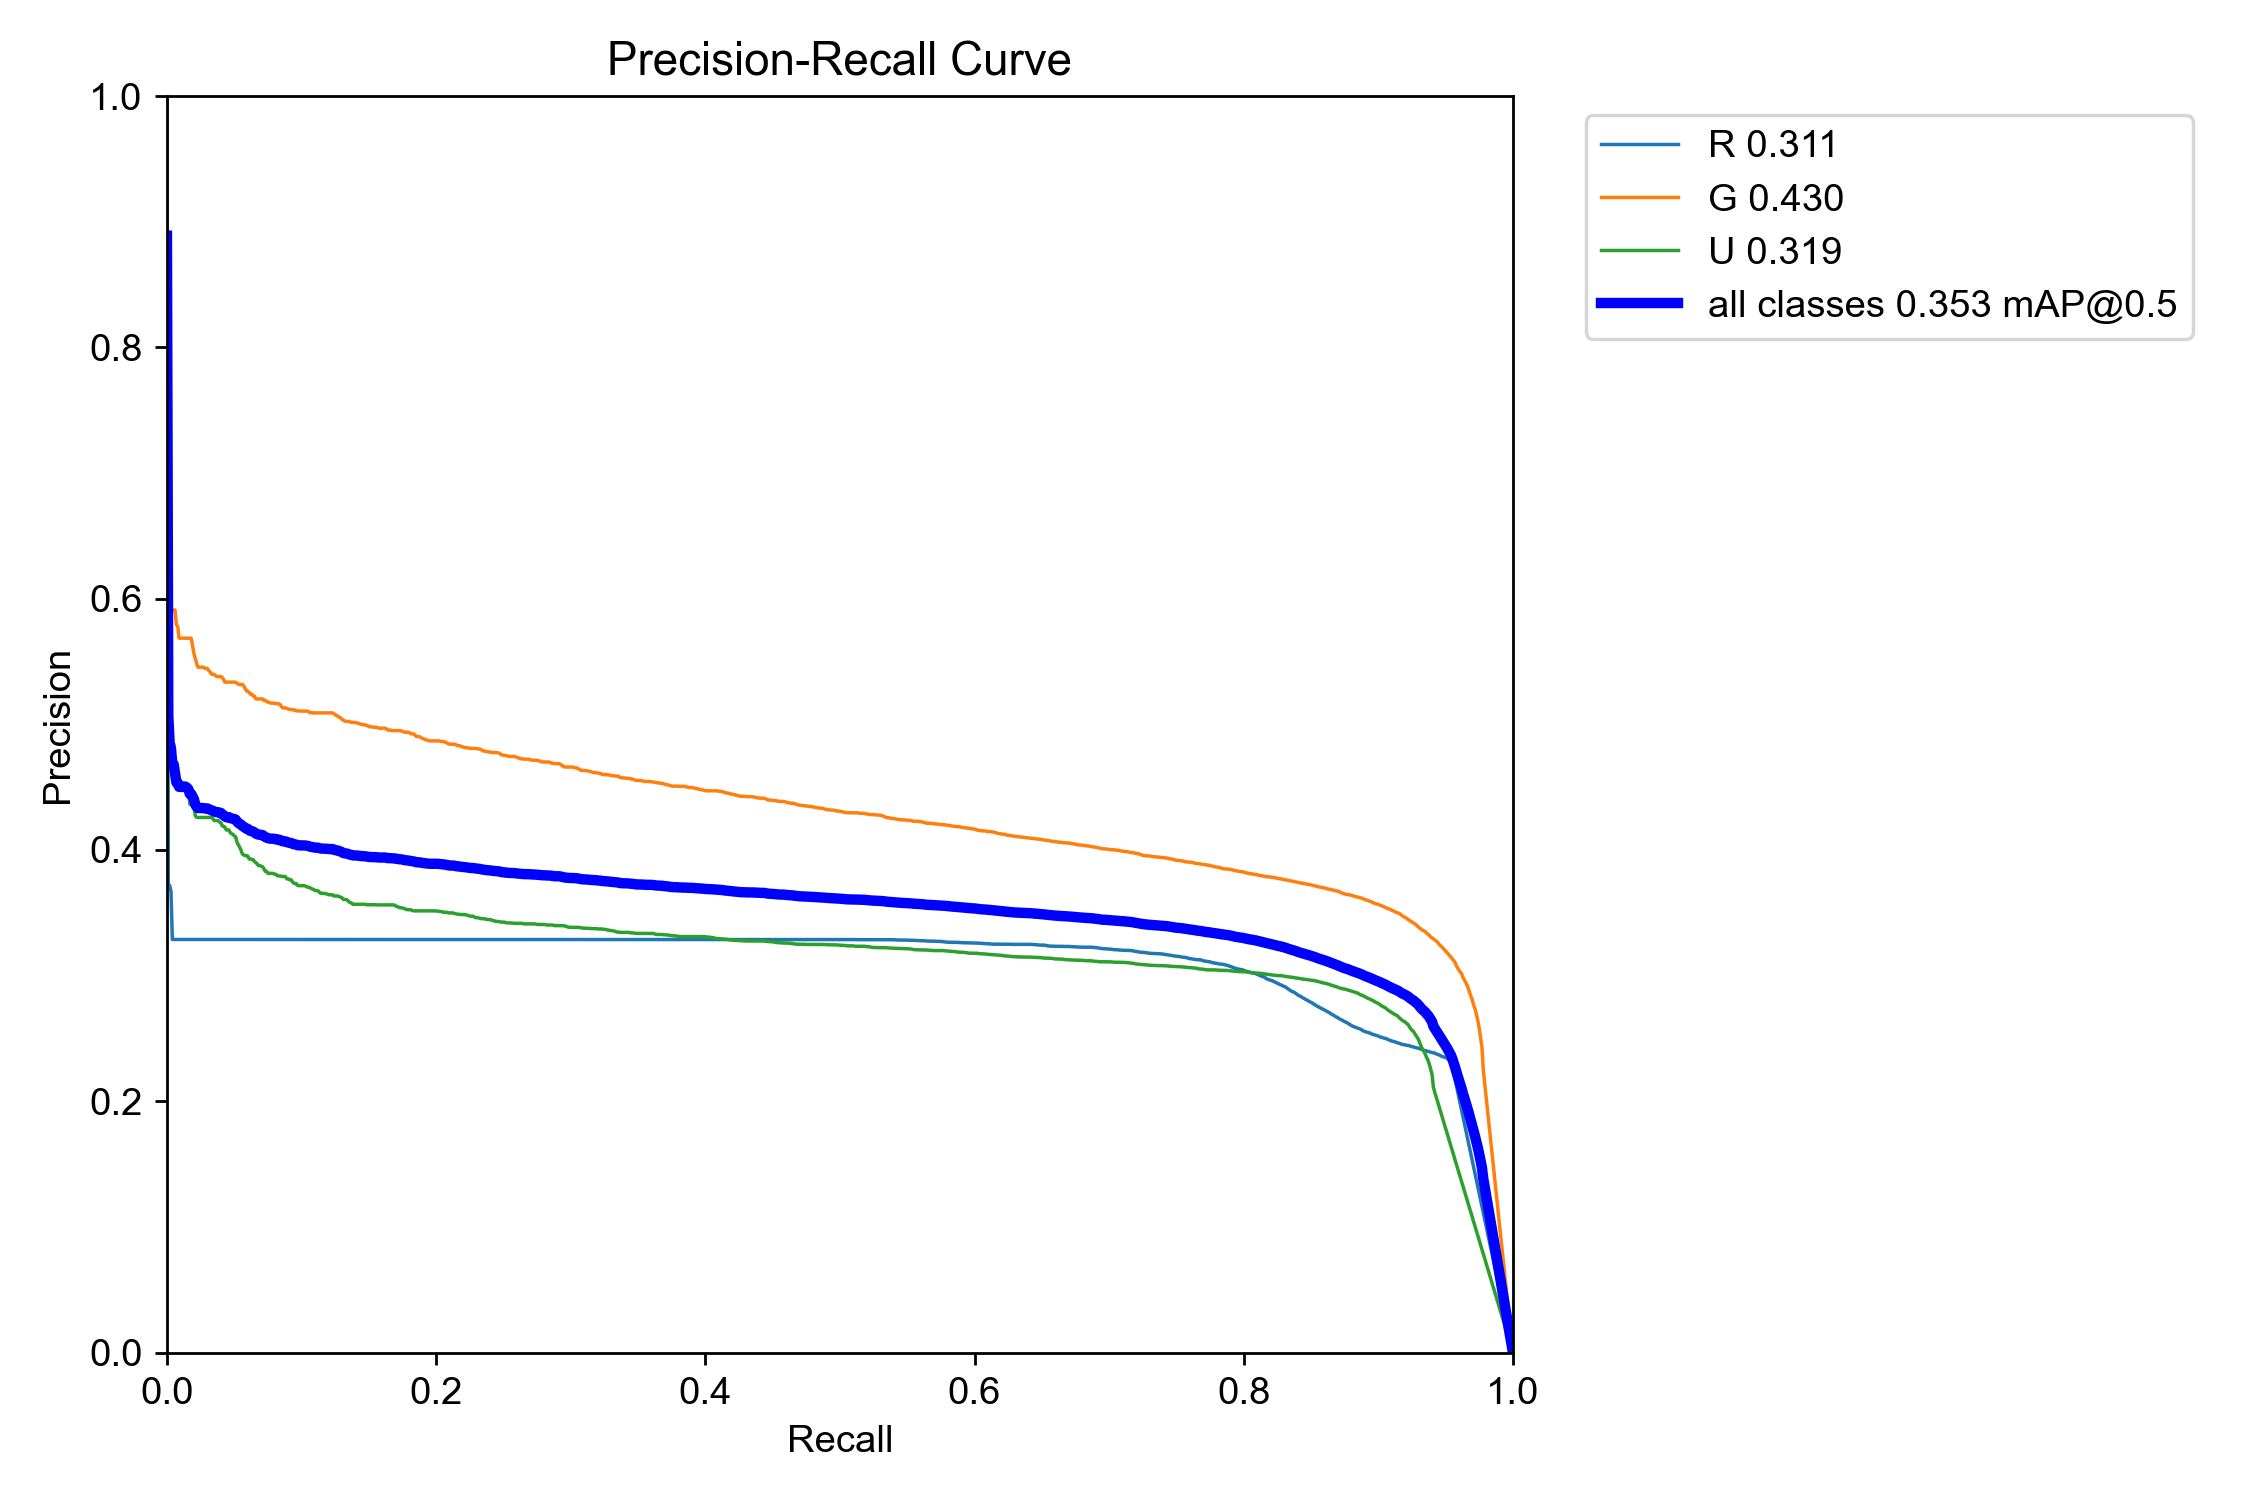 Precision-Recall Curve
1.0
0.8
0.6
0.4
0.2
0.0
Precision
0.0 0.2 0.4 0.6 0.8 1.0
Recall
R 0.311
G 0.430
U 0.319
all classes 0.353 mAP@0.5